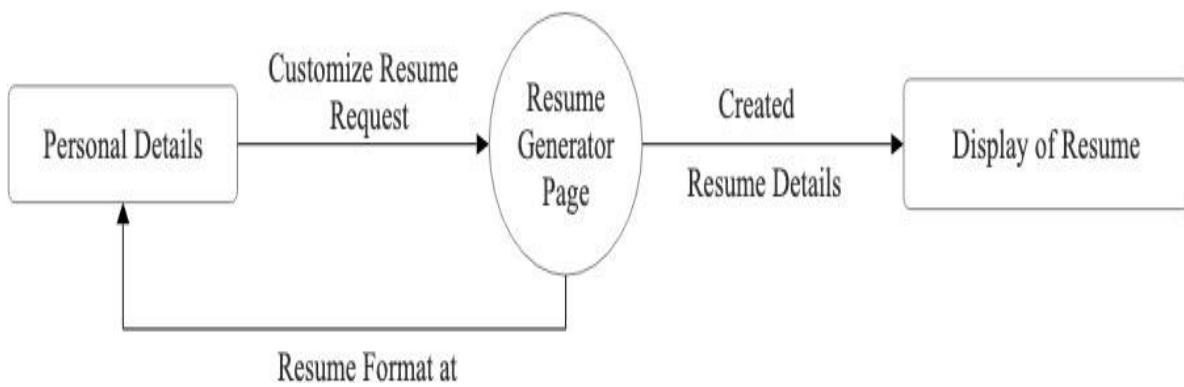 Customize Resume
Request
Personal Details
Resume
Generator
Page
Created
Resume Details
Display of Resume
Resume Format at